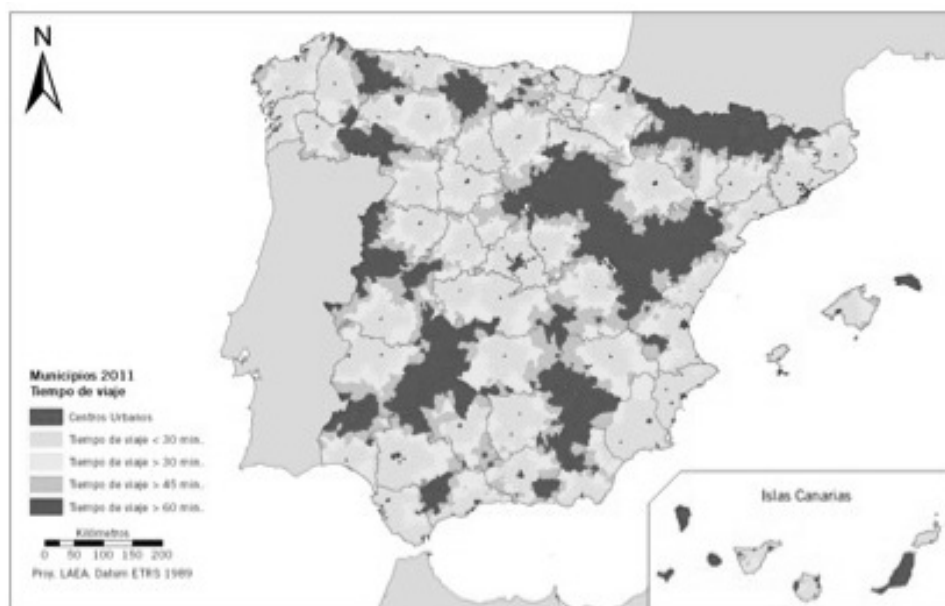 N
Municipios 2011
Tiempo de viaje
Centros Urbanos
Tiempo de viaje < 30 min.
Tiempo de viaje > 30 min.
Tiempo de viaje > 45 min.
Tiempo de viaje > 60 min.
Kilómetros
0 25 50 100 150 200
Proy. LAEA. Datum ETRS 1989
Islas Canarias